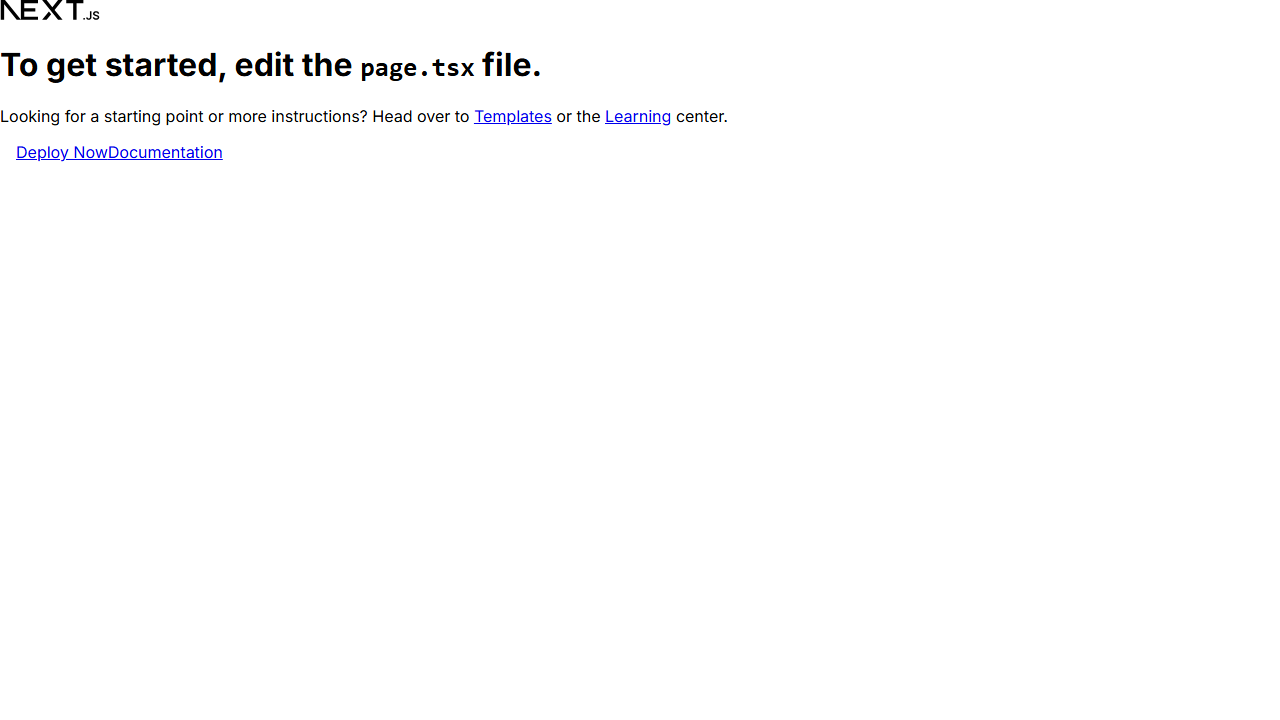 NEXT.JS
To get started, edit the page.tsx file.
Looking for a starting point or more instructions? Head over to Templates or the Learning center.
Deploy NowDocumentation